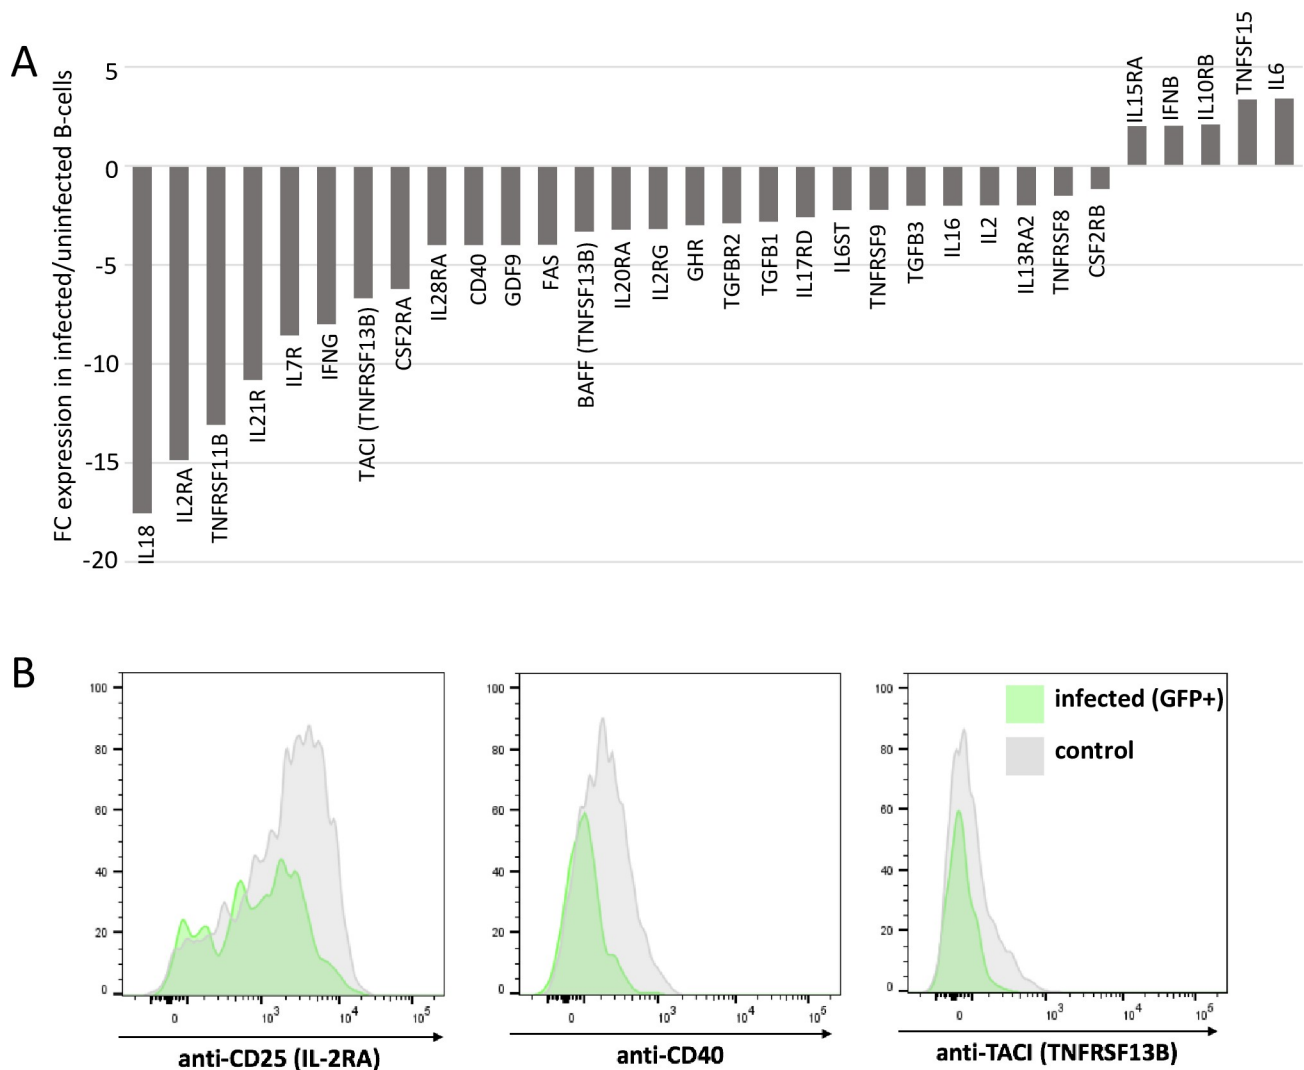 A
FC expression in infected/uninfected B-cells
5
0
-5
-10
-15
-20
IL18
IL2RA
TNFRSF11B
IL21R
IL7R
IFNG
TACI (TNFRSF13B)
CSF2RA
IL28RA
CD40
GDF9
FAS
BAFF (TNFSF13B)
IL20RA
IL2RG
GHR
TGFBR2
TGFB1
IL17RD
IL6ST
TNFRSF9
TGFB3
IL16
IL2
IL13RA2
TNFRSF8
CSF2RB
IL15RA
IFNB
IL10RB
TNFSF15
IL6
B
100
80
60
40
20
0
0 10³ 10⁴ 10⁵
anti-CD25 (IL-2RA)
100
80
60
40
20
0
0 10³ 10⁴ 10⁵
anti-CD40
100
80
60
40
20
0
0 10³ 10⁴ 10⁵
anti-TACI (TNFRSF13B)
infected (GFP+)
control